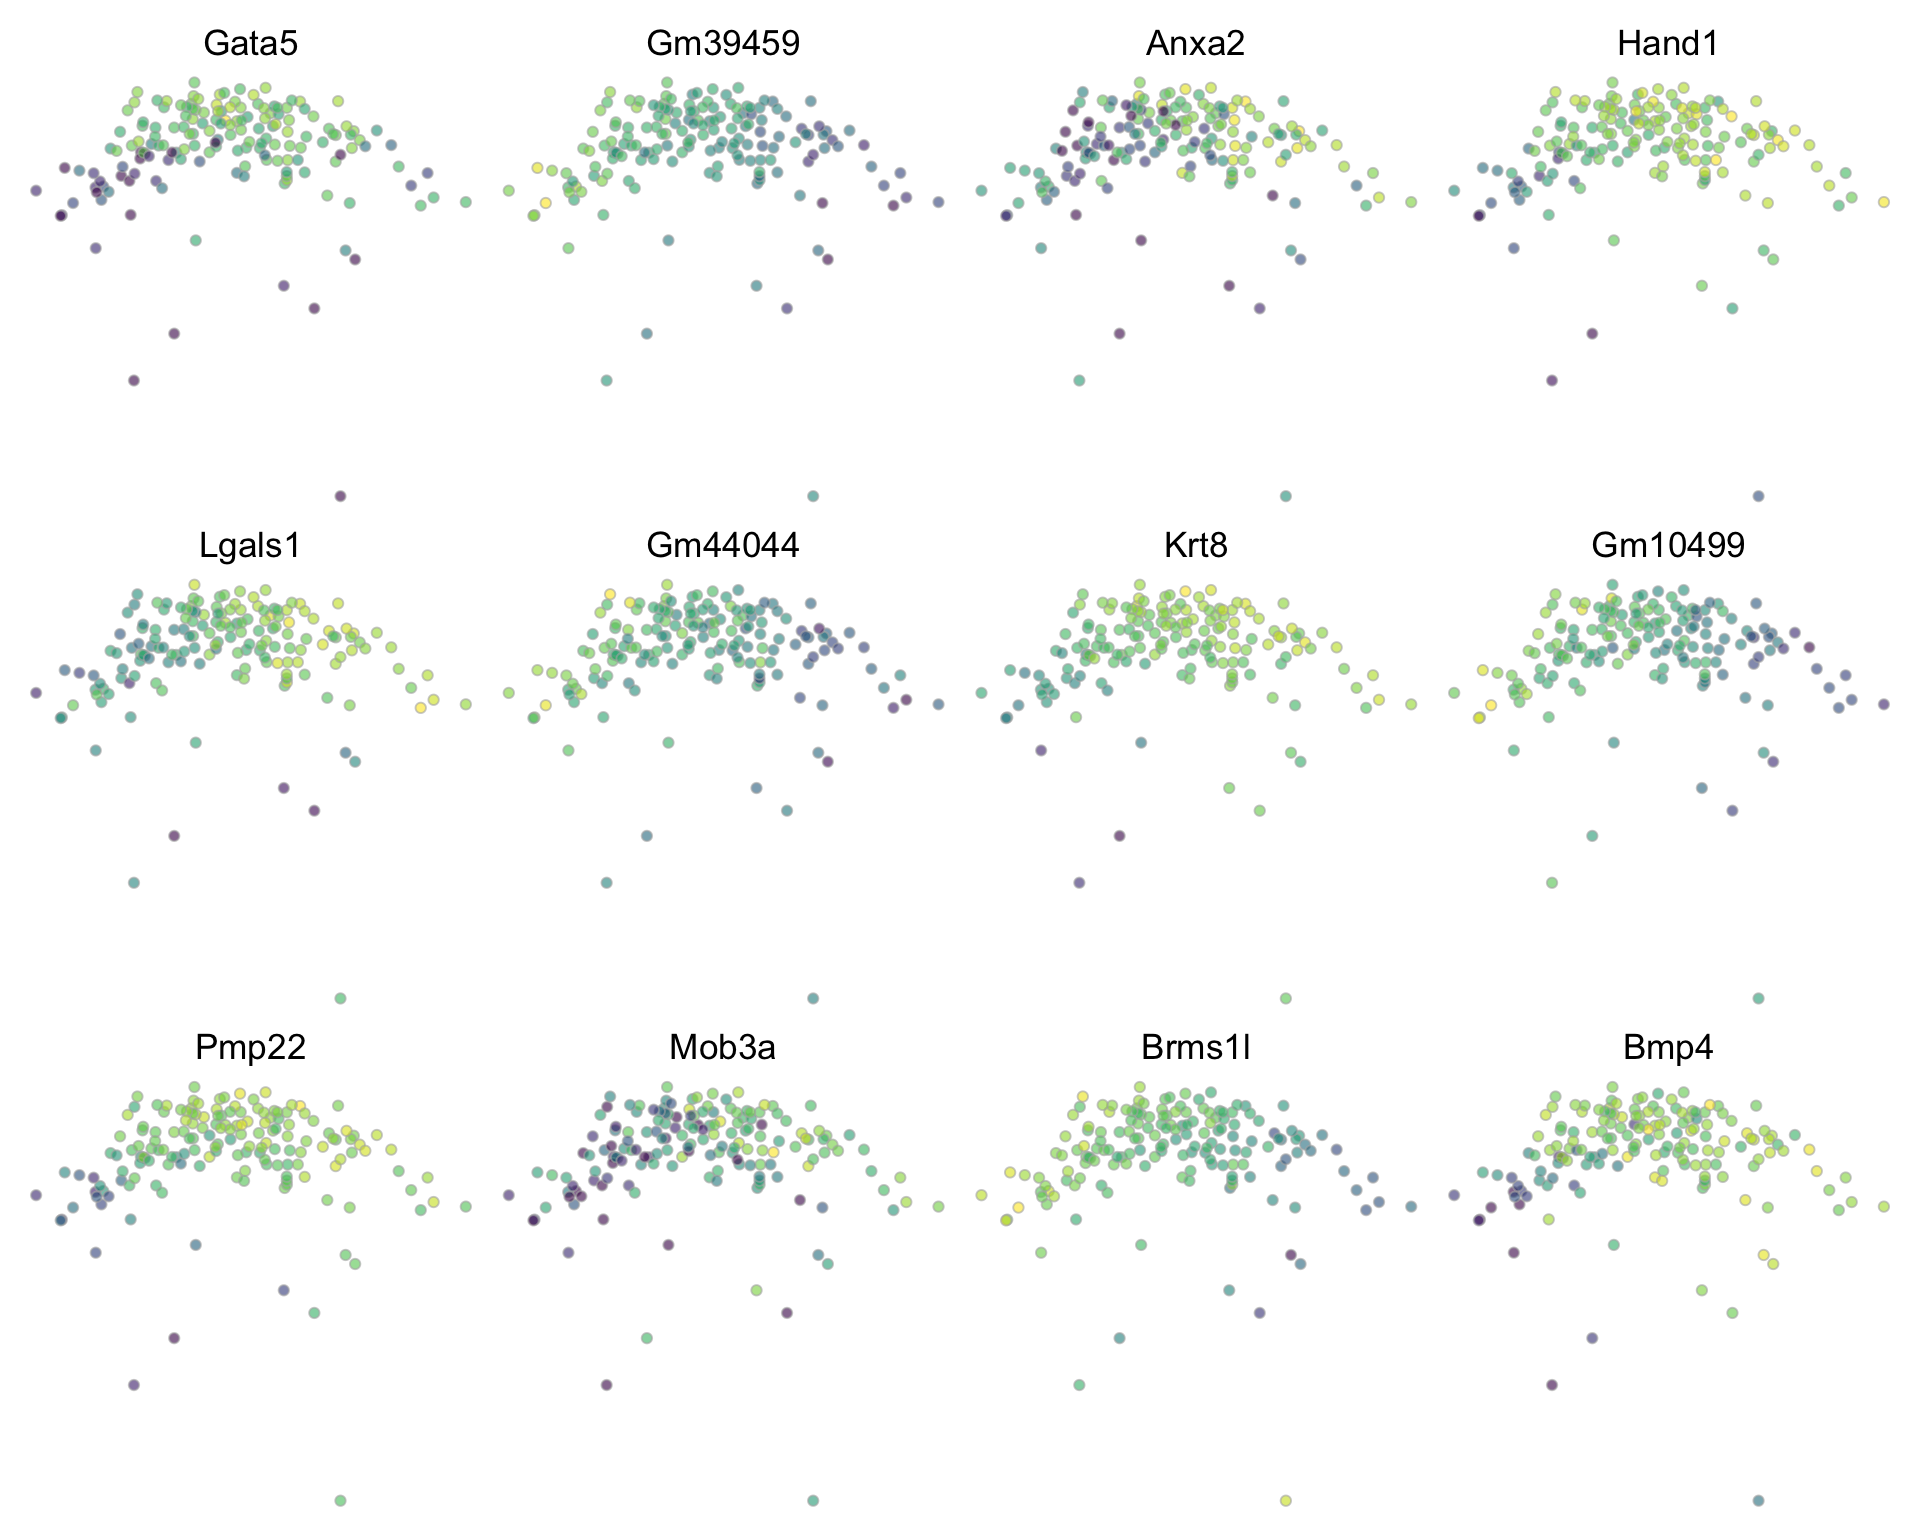 Gata5
Gm39459
Anxa2
Hand1
Lgals1
Gm44044
Krt8
Gm10499
Pmp22
Mob3a
Brms1l
Bmp4